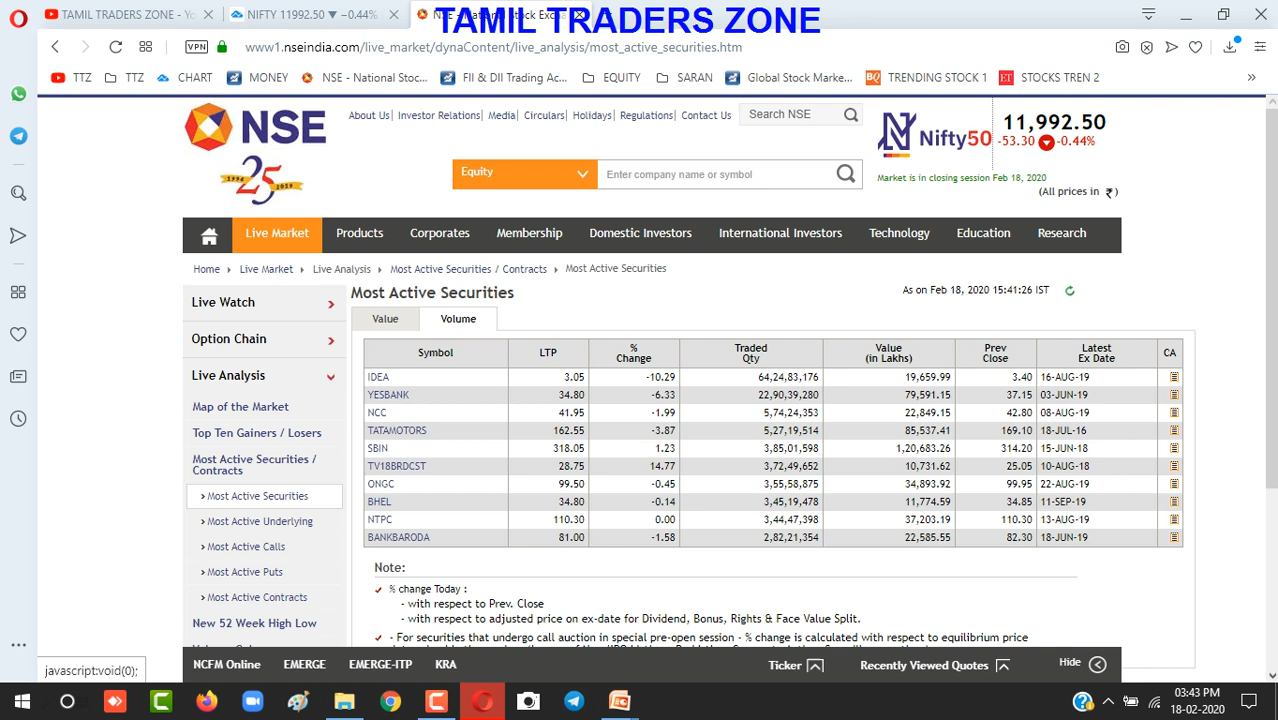 TAMIL TRADERS ZONE - Yo
NIFTY 11992.50 ▼ −0.44%
TAMIL TRADERS ZONE
VPN
www1.nseindia.com/live_market/dynaContent/live_analysis/most_active_securities.htm
TTZ TTZ CHART MONEY NSE - National Stoc... FII & DII Trading Ac... EQUITY SARAN Global Stock Marke... BQ TRENDING STOCK 1 ET STOCKS TREN 2 »
NSE
1994 25 2019
About Us | Investor Relations | Media | Circulars | Holidays | Regulations | Contact Us Search NSE
Equity Enter company name or symbol
Nifty50
11,992.50
-53.30 -0.44%
Market is in closing session Feb 18, 2020
(All prices in ₹)
Live Market Products Corporates Membership Domestic Investors International Investors Technology Education Research
Home Live Market Live Analysis Most Active Securities / Contracts Most Active Securities
Live Watch
Option Chain
Live Analysis
Map of the Market
Top Ten Gainers / Losers
Most Active Securities /
Contracts
Most Active Securities
Most Active Underlying
Most Active Calls
Most Active Puts
Most Active Contracts
New 52 Week High Low
Most Active Securities
As on Feb 18, 2020 15:41:26 IST
Value Volume
Symbol LTP % Change Traded Qty Value (in Lakhs) Prev Close Latest Ex Date CA
IDEA 3.05 -10.29 64,24,83,176 19,659.99 3.40 16-AUG-19
YESBANK 34.80 -6.33 22,90,39,280 79,591.15 37.15 03-JUN-19
NCC 41.95 -1.99 5,74,24,353 22,849.15 42.80 08-AUG-19
TATAMOTORS 162.55 -3.87 5,27,19,514 85,537.41 169.10 18-JUL-16
SBIN 318.05 1.23 3,85,01,598 1,20,683.26 314.20 15-JUN-18
TV18BRDCST 28.75 14.77 3,72,49,652 10,731.62 25.05 10-AUG-18
ONGC 99.50 -0.45 3,55,58,875 34,893.92 99.95 22-AUG-19
BHEL 34.80 -0.14 3,45,19,478 11,774.59 34.85 11-SEP-19
NTPC 110.30 0.00 3,44,47,398 37,203.19 110.30 13-AUG-19
BANKBARODA 81.00 -1.58 2,82,21,354 22,585.55 82.30 18-JUN-19
Note:
% change Today :
- with respect to Prev. Close
- with respect to adjusted price on ex-date for Dividend, Bonus, Rights & Face Value Split.
- For securities that undergo call auction in special pre-open session - % change is calculated with respect to equilibrium price
NCFM Online EMERGE EMERGE-ITP KRA Ticker Recently Viewed Quotes Hide
javascript:void(0);
03:43 PM
18-02-2020